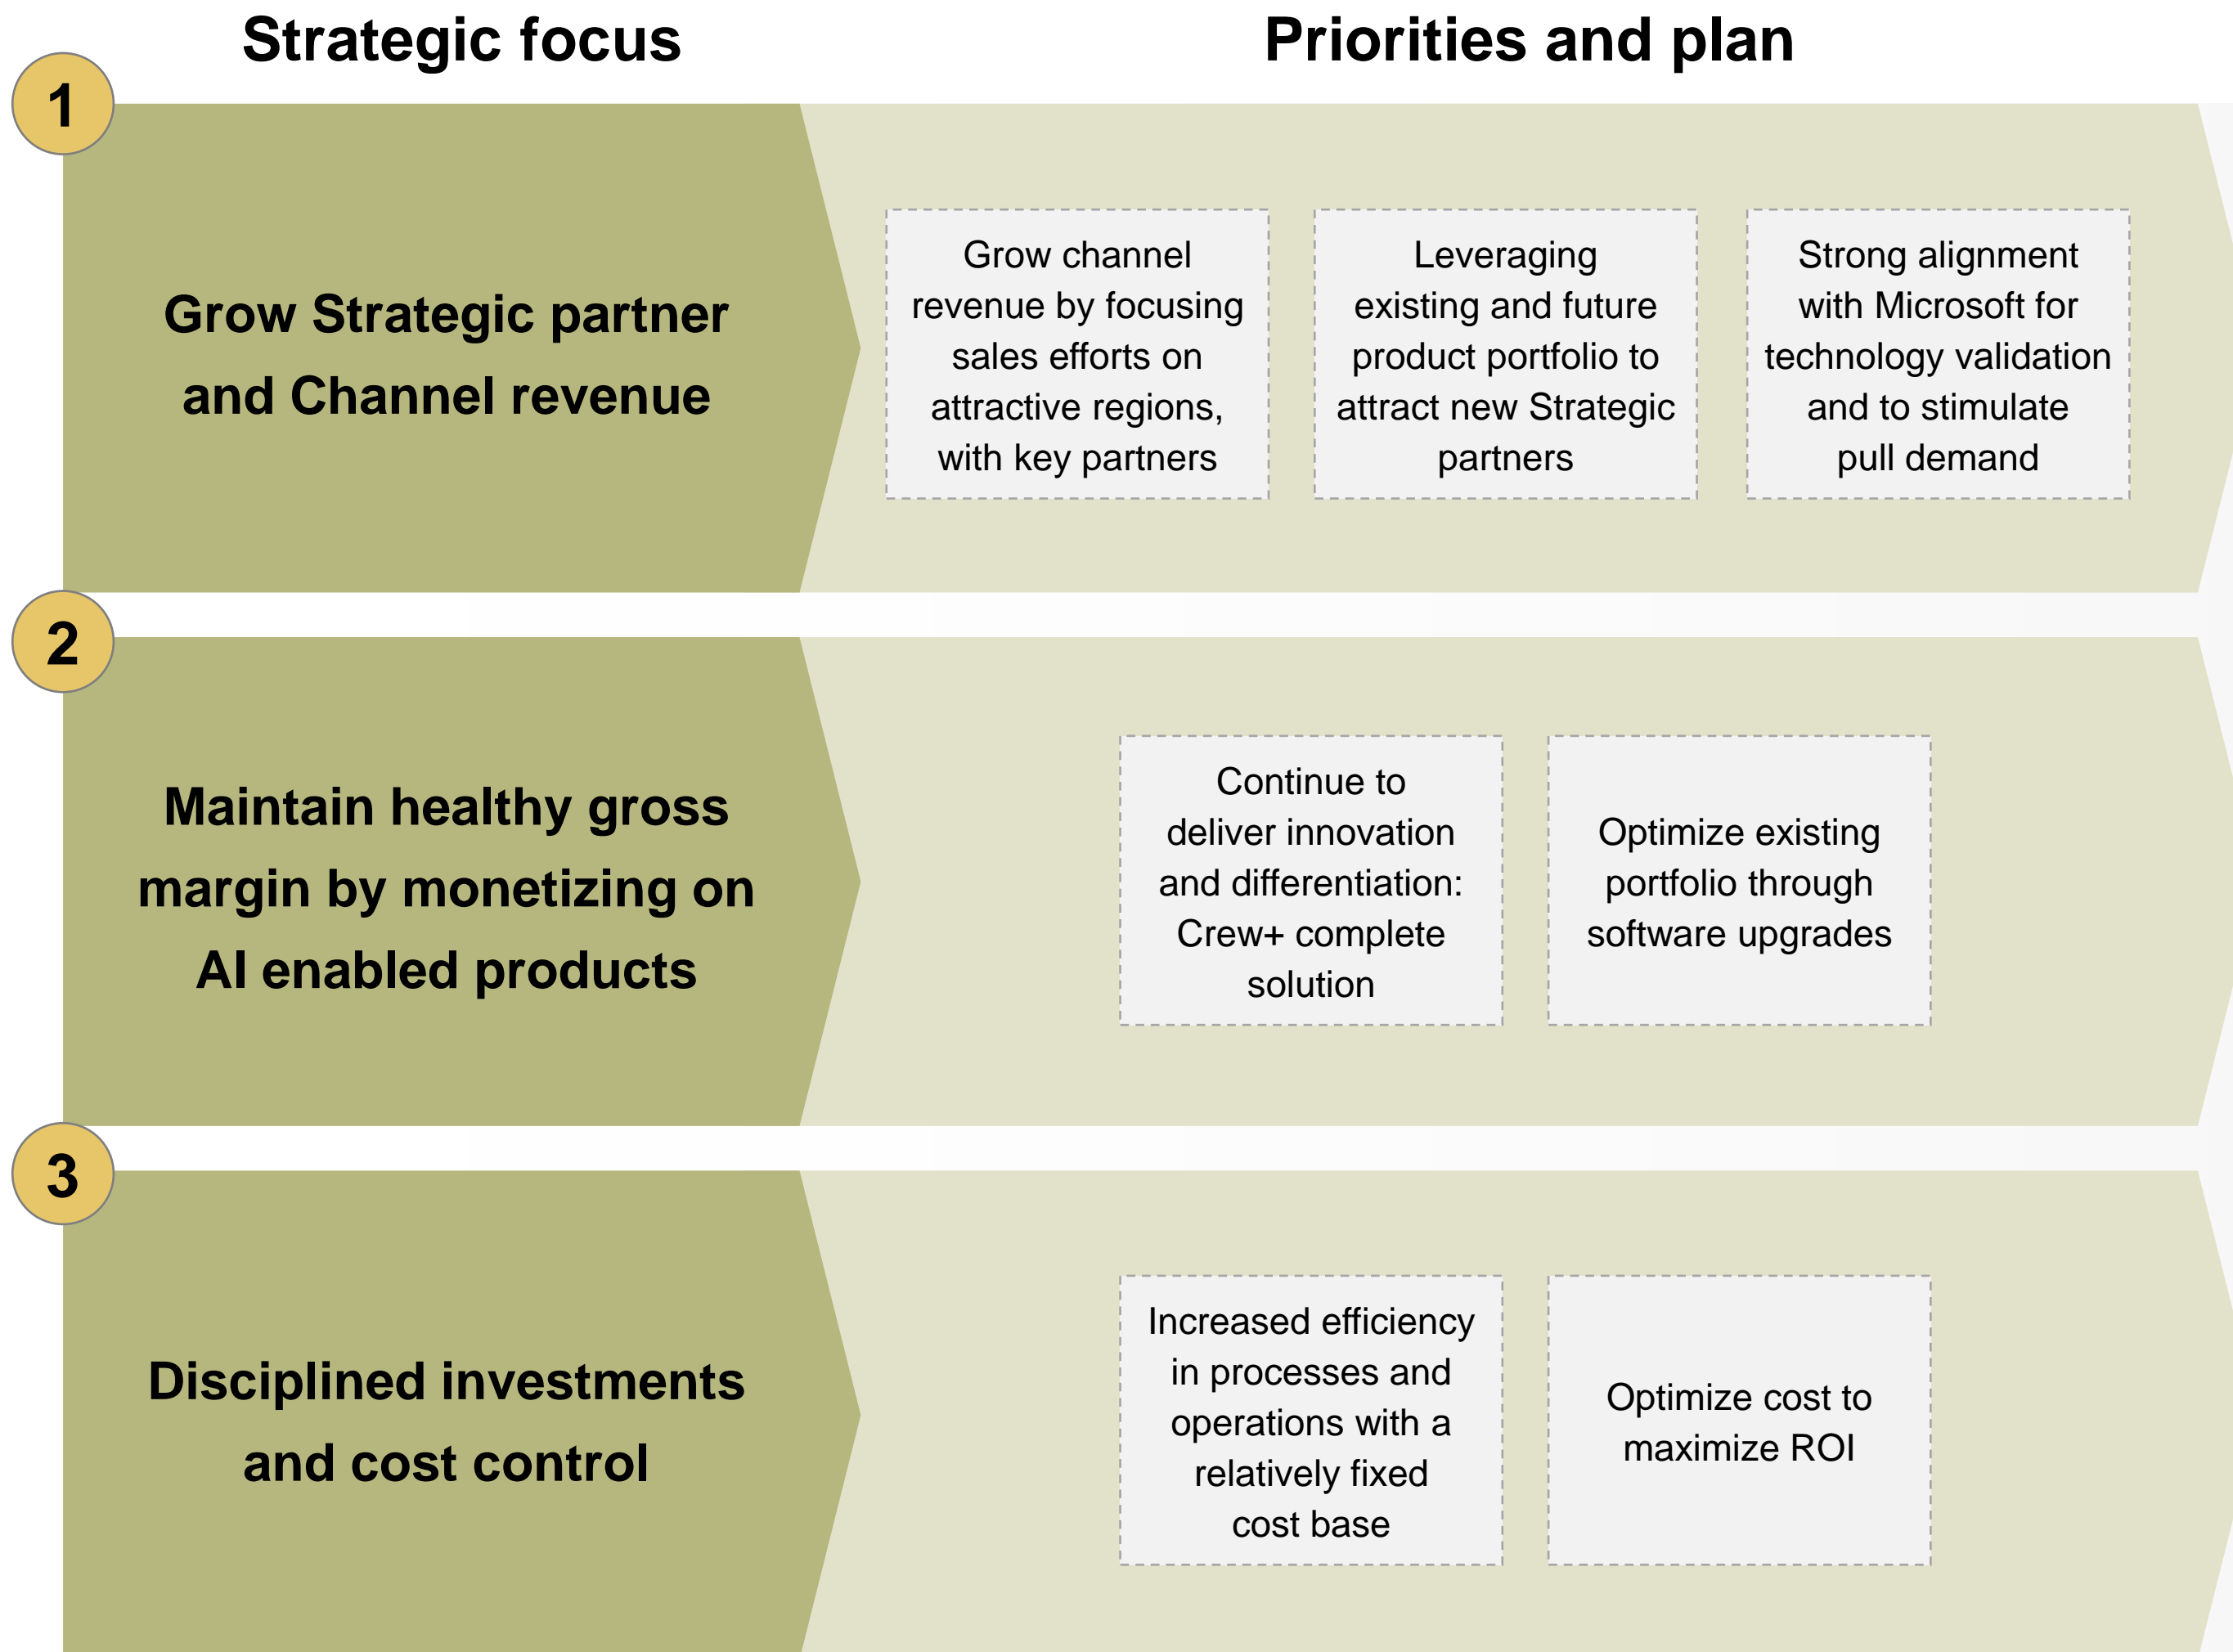 Strategic focus
Priorities and plan
1
Grow Strategic partner
and Channel revenue
Grow channel
revenue by focusing
sales efforts on
attractive regions,
with key partners
Leveraging
existing and future
product portfolio to
attract new Strategic
partners
Strong alignment
with Microsoft for
technology validation
and to stimulate
pull demand
2
Maintain healthy gross
margin by monetizing on
AI enabled products
Continue to
deliver innovation
and differentiation:
Crew+ complete
solution
Optimize existing
portfolio through
software upgrades
3
Disciplined investments
and cost control
Increased efficiency
in processes and
operations with a
relatively fixed
cost base
Optimize cost to
maximize ROI